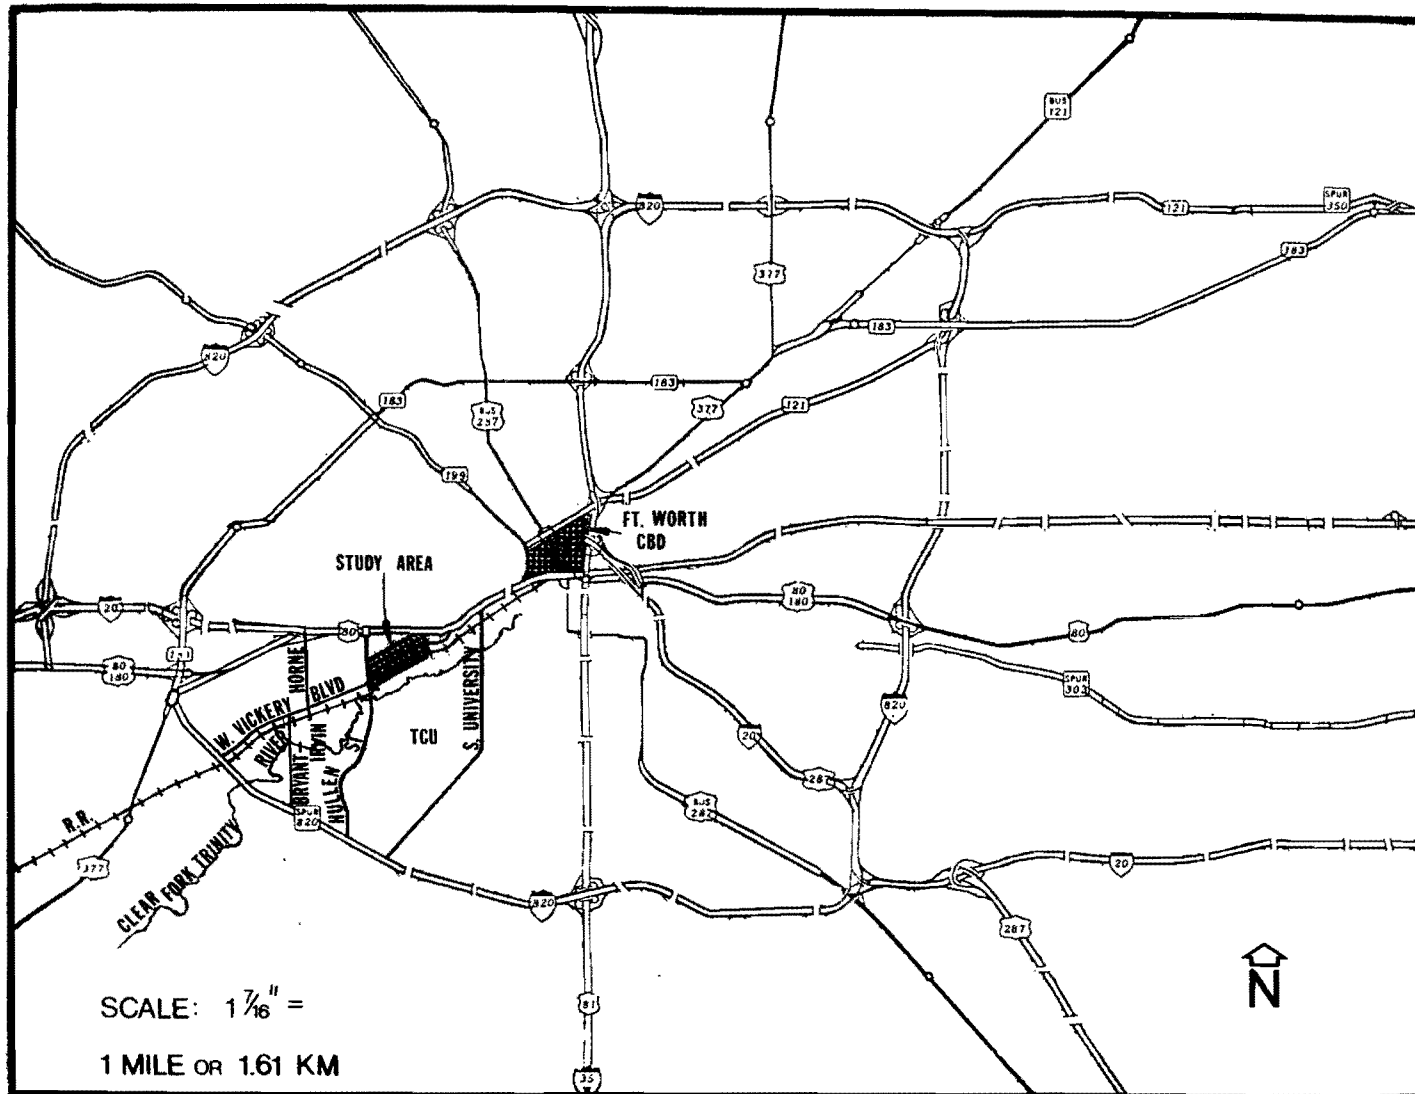 BUS
121
820
SPUR
350
121
183
377
183
820
183
183
377
121
BUS
287
199
FT. WORTH
CBD
STUDY AREA
20
80
80
180
80
80
180
HORNE
S. UNIVERSITY
SPUR
303
W. VICKERY BLVD
820
RIVER
BRYANT-
IRVIN
HULLEN ST
TCU
20
287
BUS
287
SPUR
820
R.R.
377
CLEAR FORK TRINITY
20
820
287
N
SCALE: 1 7/16" =
81
1 MILE OR 1.61 KM
35